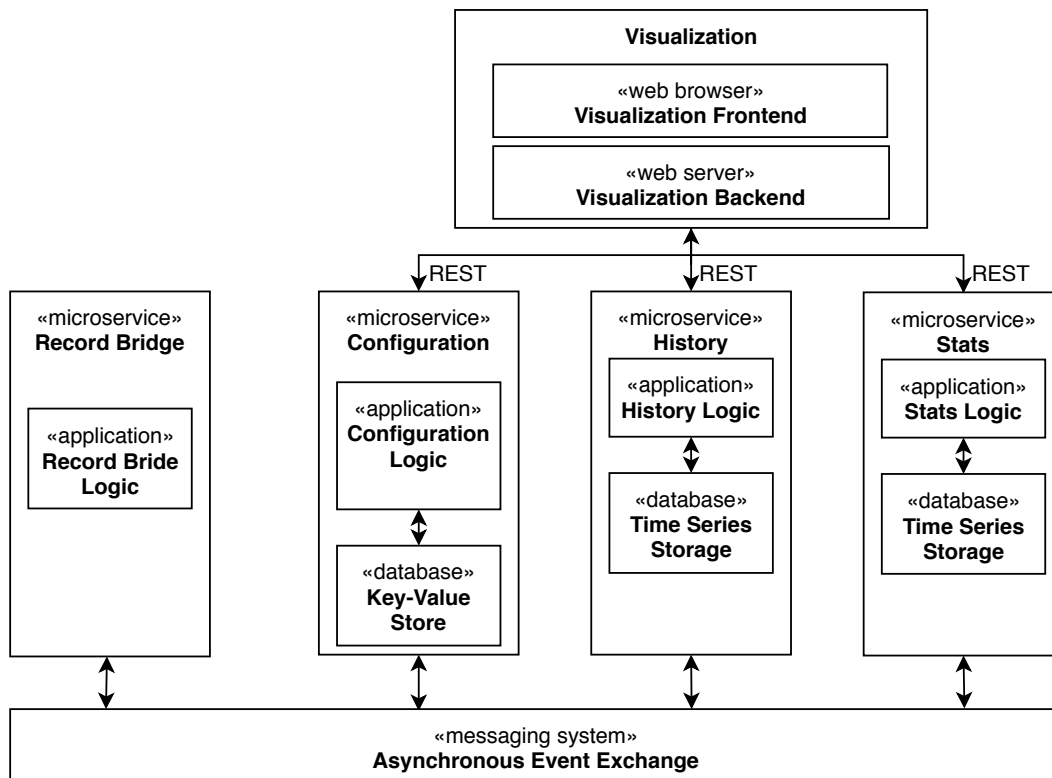 Visualization
«web browser»
Visualization Frontend
«web server»
Visualization Backend
REST
REST
REST
«microservice»
Record Bridge
«application»
Record Bride
Logic
«microservice»
Configuration
«application»
Configuration
Logic
«database»
Key-Value
Store
«microservice»
History
«application»
History Logic
«database»
Time Series
Storage
«microservice»
Stats
«application»
Stats Logic
«database»
Time Series
Storage
«messaging system»
Asynchronous Event Exchange